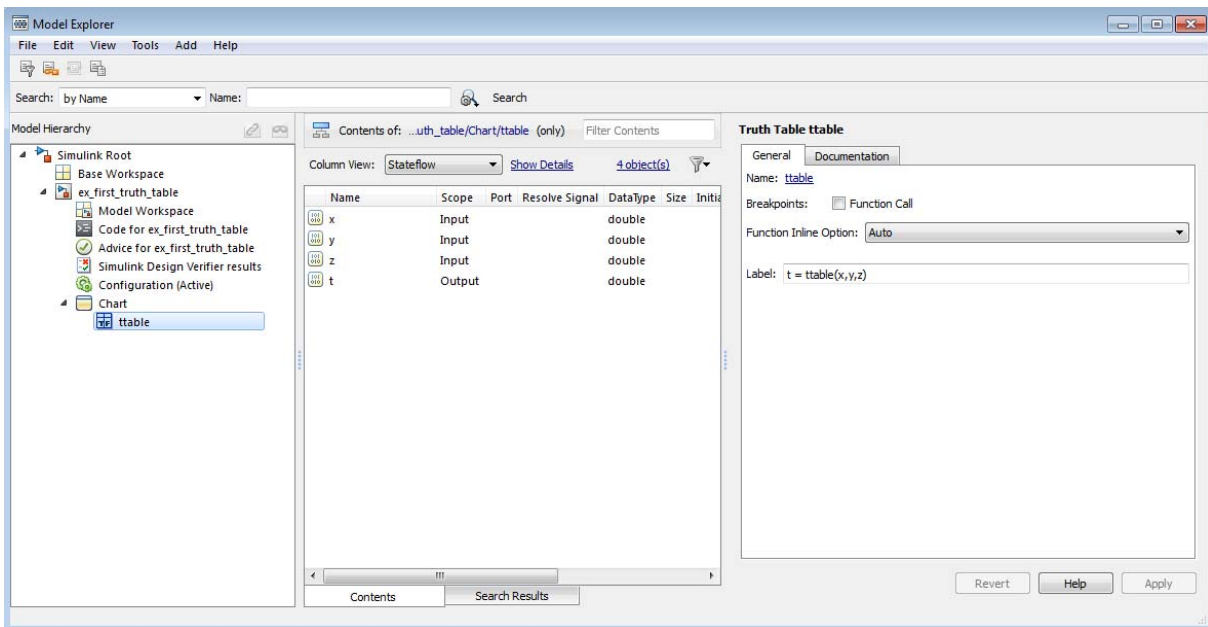 Model Explorer
File Edit View Tools Add Help
Search: by Name Name: Search
Model Hierarchy
Simulink Root
Base Workspace
ex_first_truth_table
Model Workspace
Code for ex_first_truth_table
Advice for ex_first_truth_table
Simulink Design Verifier results
Configuration (Active)
Chart
ttable
Contents of: ...uth_table/Chart/ttable (only) Filter Contents
Column View: Stateflow Show Details 4 object(s)
Name Scope Port Resolve Signal DataType Size Initia
x Input double
y Input double
z Input double
t Output double
Contents Search Results
Truth Table ttable
General Documentation
Name: ttable
Breakpoints: Function Call
Function Inline Option: Auto
Label: t = ttable(x,y,z)
Revert Help Apply